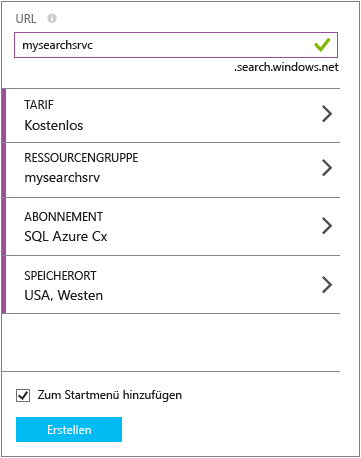 URL
mysearchsrvc
.search.windows.net
TARIF
Kostenlos
RESSOURCENGRUPPE
mysearchsrv
ABONNEMENT
SQL Azure Cx
SPEICHERORT
USA, Westen
Zum Startmenü hinzufügen
Erstellen